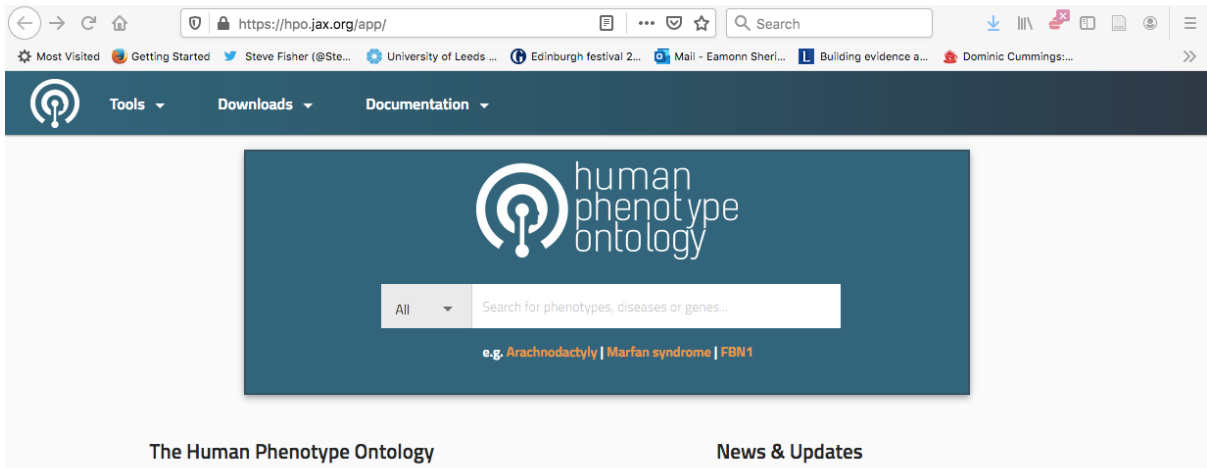 https://hpo.jax.org/app/
Search
Most Visited Getting Started Steve Fisher (@Ste... University of Leeds ... Edinburgh festival 2... Mail - Eamonn Sheri... Building evidence a... Dominic Cummings:...
Tools Downloads Documentation
human
phenotype
ontology
All Search for phenotypes, diseases or genes...
e.g. Arachnodactyly | Marfan syndrome | FBN1
The Human Phenotype Ontology News & Updates